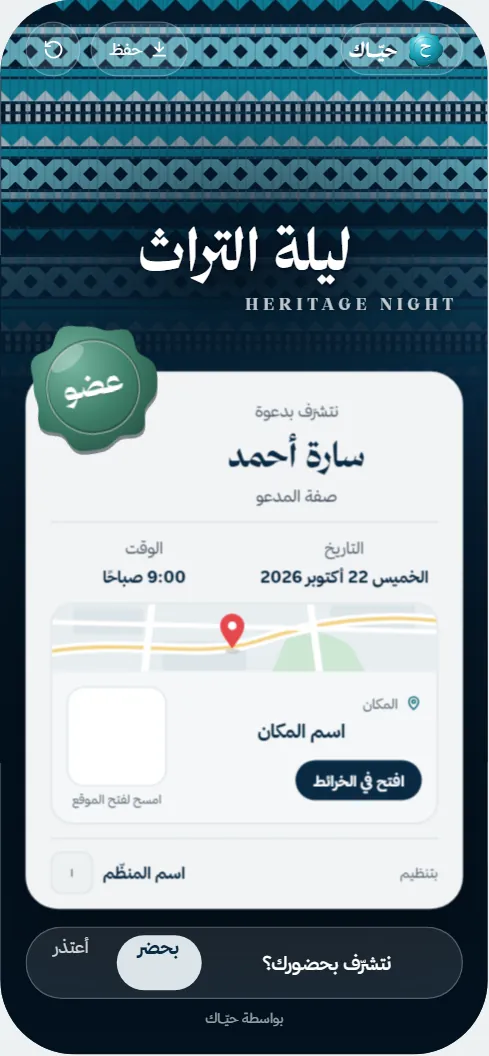 حيّاك
ح
حفظ
ليلة التراث
HERITAGE NIGHT
عضو
نتشرف بدعوة
سارة أحمد
صفة المدعو
التاريخ
الوقت
الخميس 22 أكتوبر 2026
9:00 صباحًا
المكان
اسم المكان
افتح في الخرائط
امسح لفتح الموقع
بتنظيم
اسم المنظّم
ا
نتشرّف بحضورك؟
بحضر
أعتذر
بواسطة حيّاك